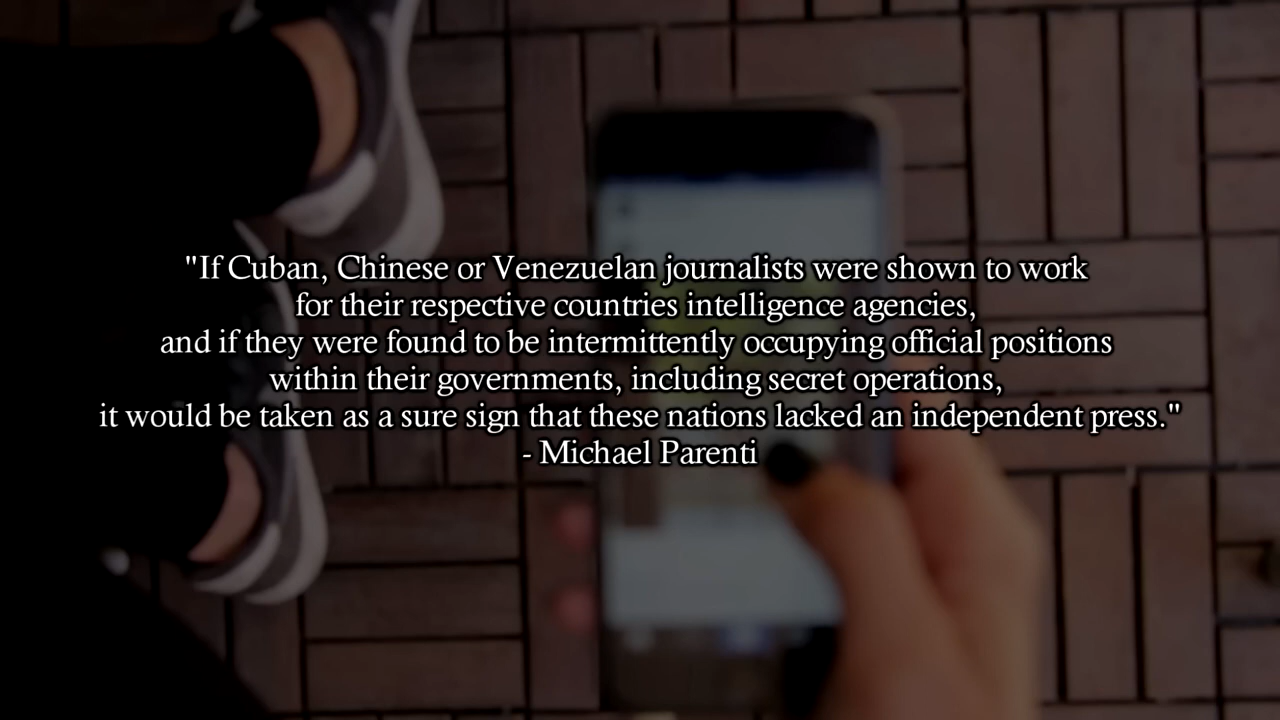 "If Cuban, Chinese or Venezuelan journalists were shown to work
for their respective countries intelligence agencies,
and if they were found to be intermittently occupying official positions
within their governments, including secret operations,
it would be taken as a sure sign that these nations lacked an independent press."
- Michael Parenti